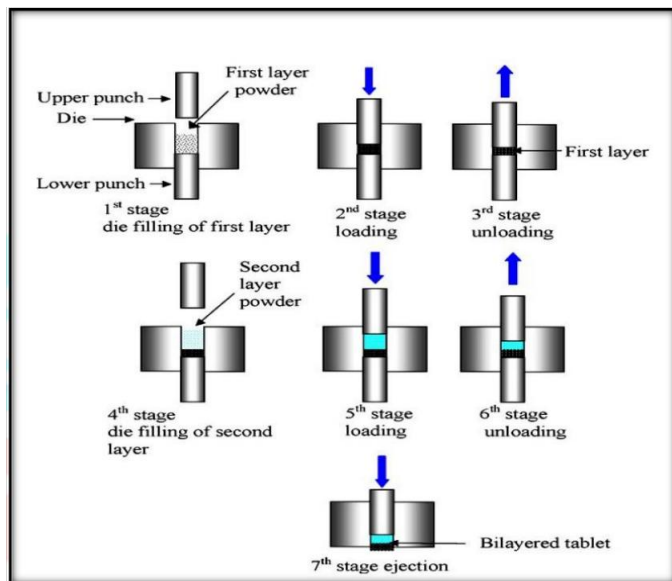 First layer
powder
Upper punch
Die
Lower punch
1st stage
die filling of first layer
2nd stage
loading
First layer
3rd stage
unloading
Second
layer
powder
4th stage
die filling of second
layer
5th stage
loading
6th stage
unloading
Bilayered tablet
7th stage ejection